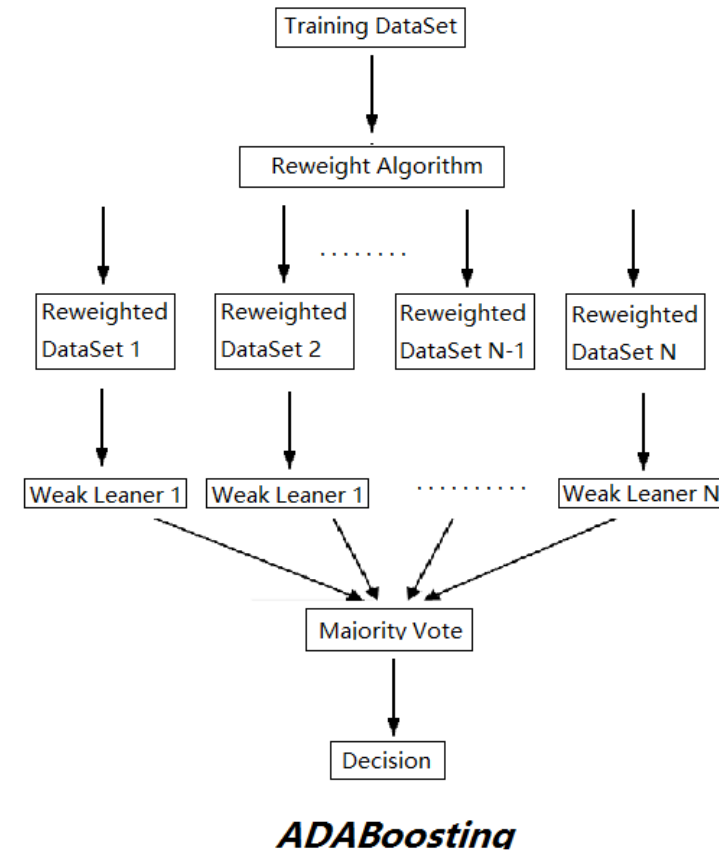 Training DataSet
Reweight Algorithm
. . . . . . . .
Reweighted
DataSet 1
Reweighted
DataSet 2
Reweighted
DataSet N-1
Reweighted
DataSet N
Weak Leaner 1
Weak Leaner 1
. . . . . . . . . .
Weak Leaner N
Majority Vote
Decision
ADABoosting